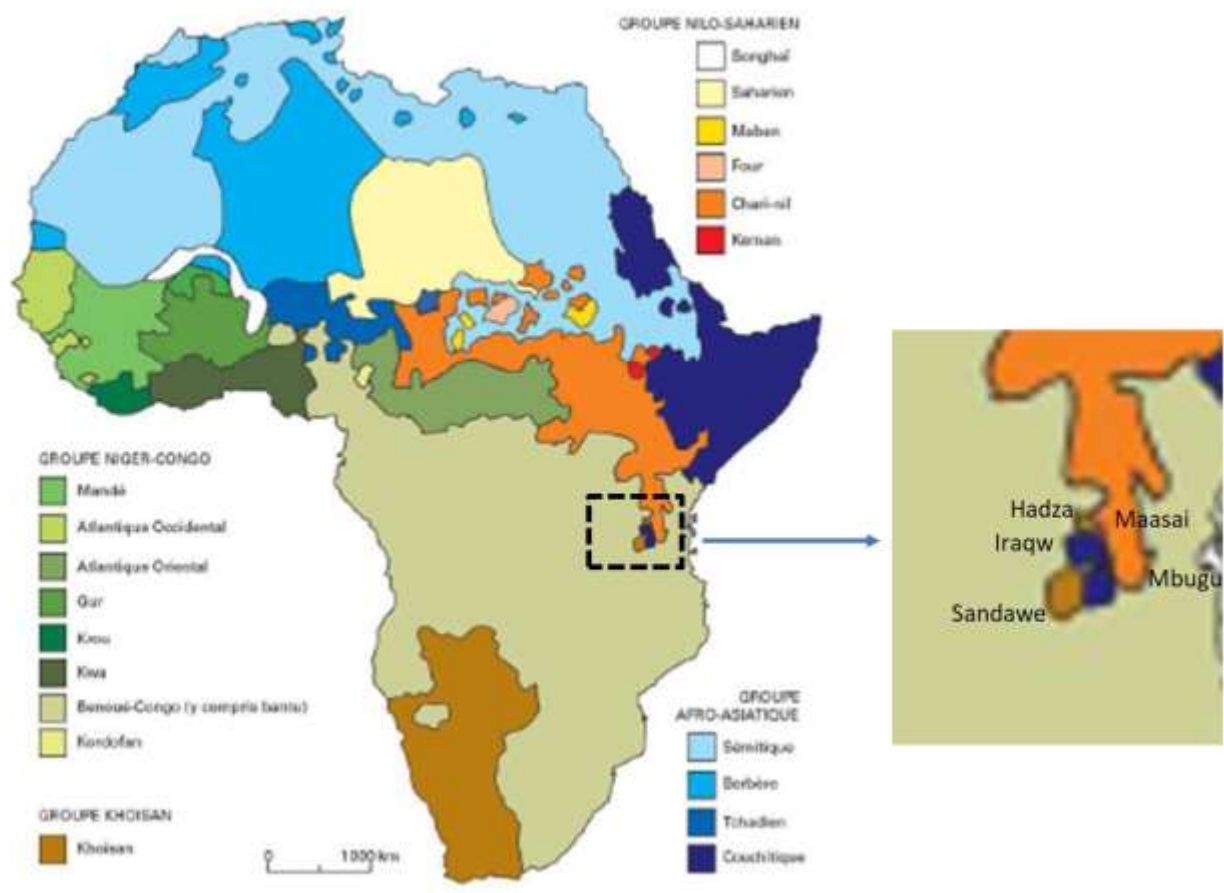 GROUPE NILO-SAHARIEN
Songhaï
Saharien
Maban
Four
Chari-nil
Koman
GROUPE NIGER-CONGO
Mandé
Atlantique Occidental
Atlantique Oriental
Gur
Krou
Kwa
Benoué-Congo (y compris bantu)
Kordofan
GROUPE KHOISAN
Khoisan
0 1000 km
GROUPE
AFRO-ASIATIQUE
Sémitique
Berbère
Tchadien
Couchitique
Hadza
Maasai
Iraqw
Mbugu
Sandawe